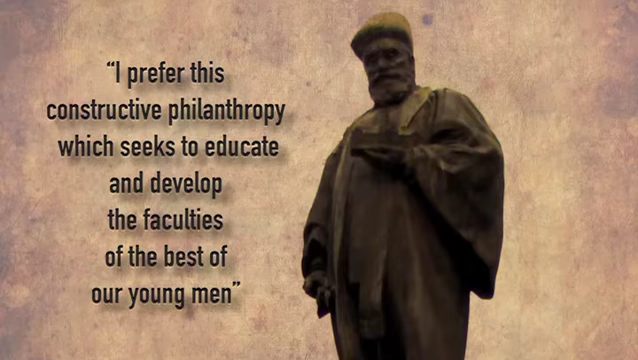 “I prefer this
constructive philanthropy
which seeks to educate
and develop
the faculties
of the best of
our young men”